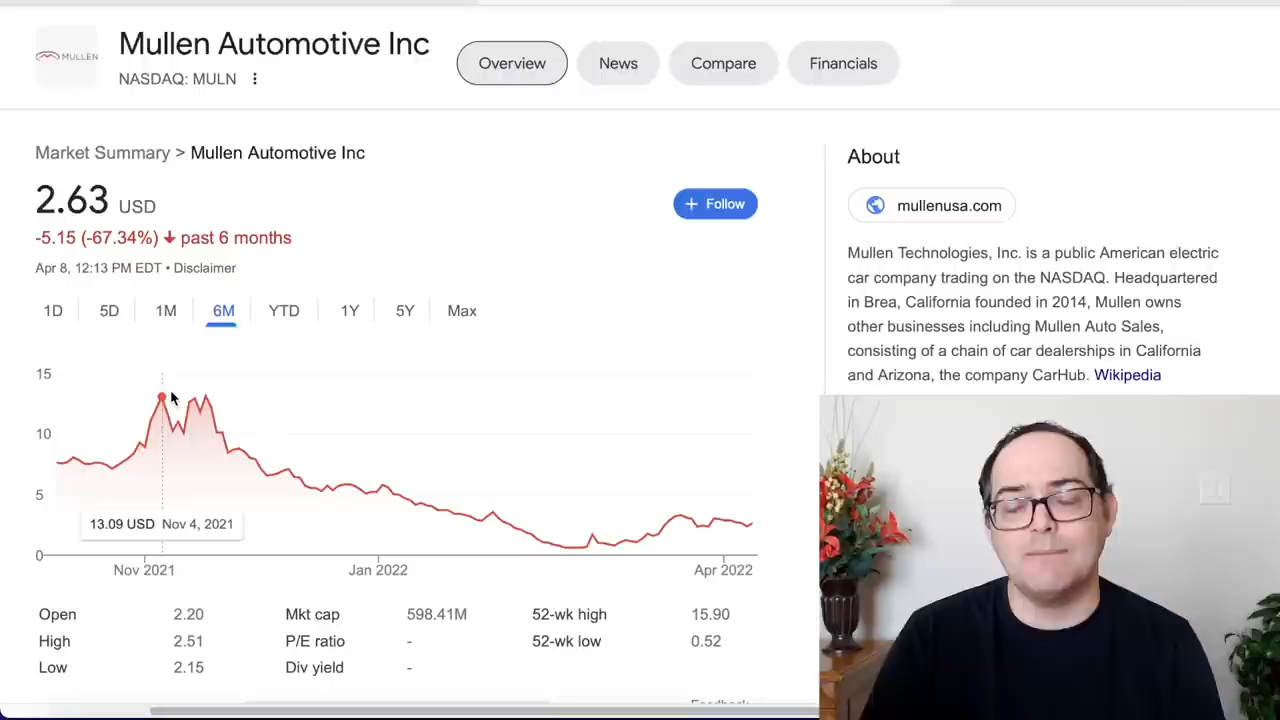 MULLEN
Mullen Automotive Inc
NASDAQ: MULN
Overview
News
Compare
Financials
Market Summary > Mullen Automotive Inc
2.63 USD
-5.15 (-67.34%) past 6 months
Apr 8, 12:13 PM EDT • Disclaimer
+ Follow
1D 5D 1M 6M YTD 1Y 5Y Max
15
10
5
0
13.09 USD Nov 4, 2021
Nov 2021 Jan 2022 Apr 2022
Open 2.20 Mkt cap 598.41M 52-wk high 15.90
High 2.51 P/E ratio - 52-wk low 0.52
Low 2.15 Div yield -
Feedback
About
mullenusa.com
Mullen Technologies, Inc. is a public American electric
car company trading on the NASDAQ. Headquartered
in Brea, California founded in 2014, Mullen owns
other businesses including Mullen Auto Sales,
consisting of a chain of car dealerships in California
and Arizona, the company CarHub. Wikipedia